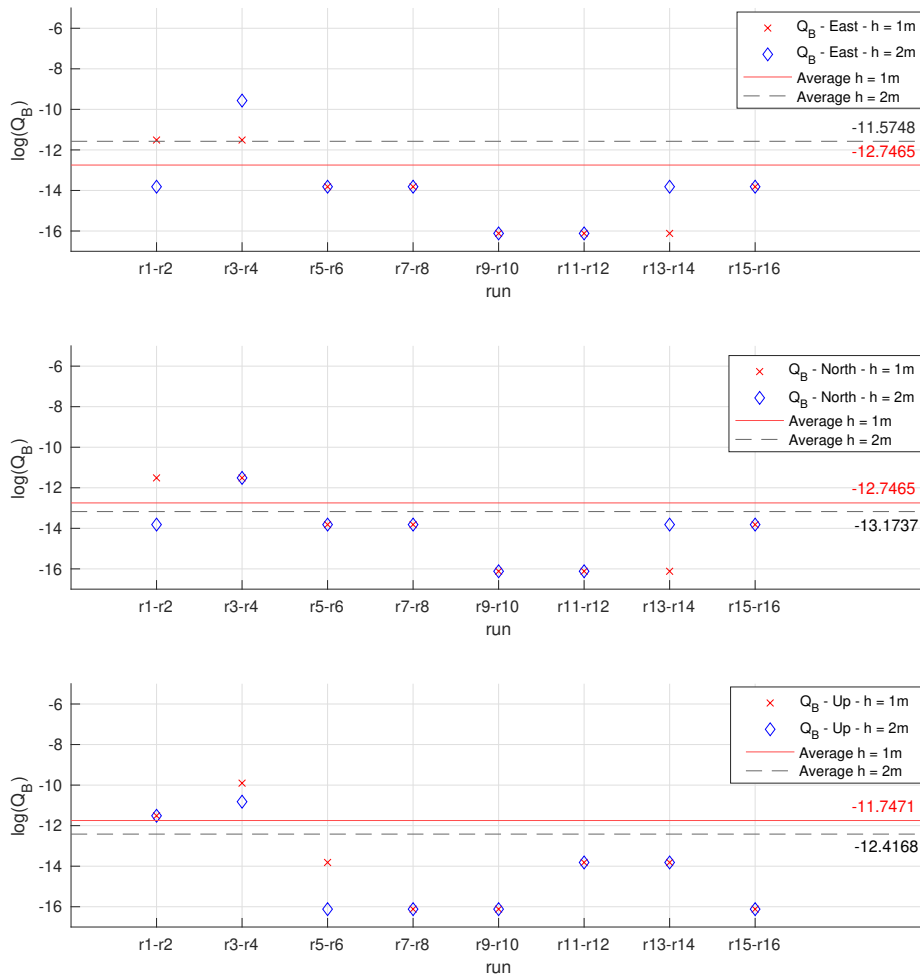 -6
-8
-10
-12
-14
-16
log(Q_B)
Q_B - East - h = 1m
Q_B - East - h = 2m
Average h = 1m
Average h = 2m
-11.5748
-12.7465
r1-r2 r3-r4 r5-r6 r7-r8 r9-r10 r11-r12 r13-r14 r15-r16
run
-6
-8
-10
-12
-14
-16
log(Q_B)
Q_B - North - h = 1m
Q_B - North - h = 2m
Average h = 1m
Average h = 2m
-12.7465
-13.1737
r1-r2 r3-r4 r5-r6 r7-r8 r9-r10 r11-r12 r13-r14 r15-r16
run
-6
-8
-10
-12
-14
-16
log(Q_B)
Q_B - Up - h = 1m
Q_B - Up - h = 2m
Average h = 1m
Average h = 2m
-11.7471
-12.4168
r1-r2 r3-r4 r5-r6 r7-r8 r9-r10 r11-r12 r13-r14 r15-r16
run